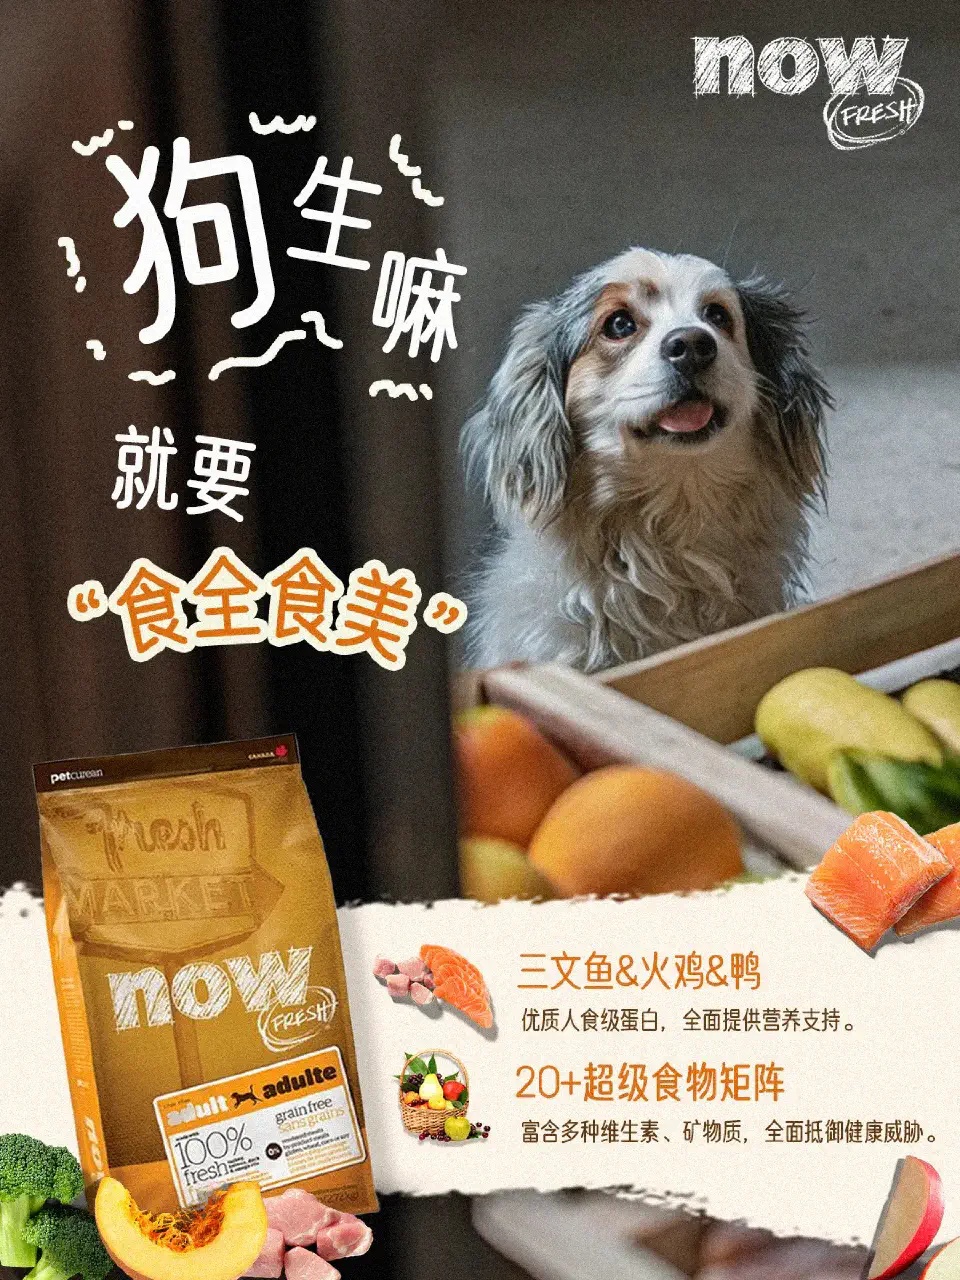 now
FRESH
狗生嘛
就要
“食全食美”
petcurean
CANADA
Fresh
MARKET
now
FRESH
adult adulte
grain free
sans grains
100%
fresh
0%
三文鱼&火鸡&鸭
优质人食级蛋白，全面提供营养支持。
20+超级食物矩阵
富含多种维生素、矿物质，全面抵御健康威胁。